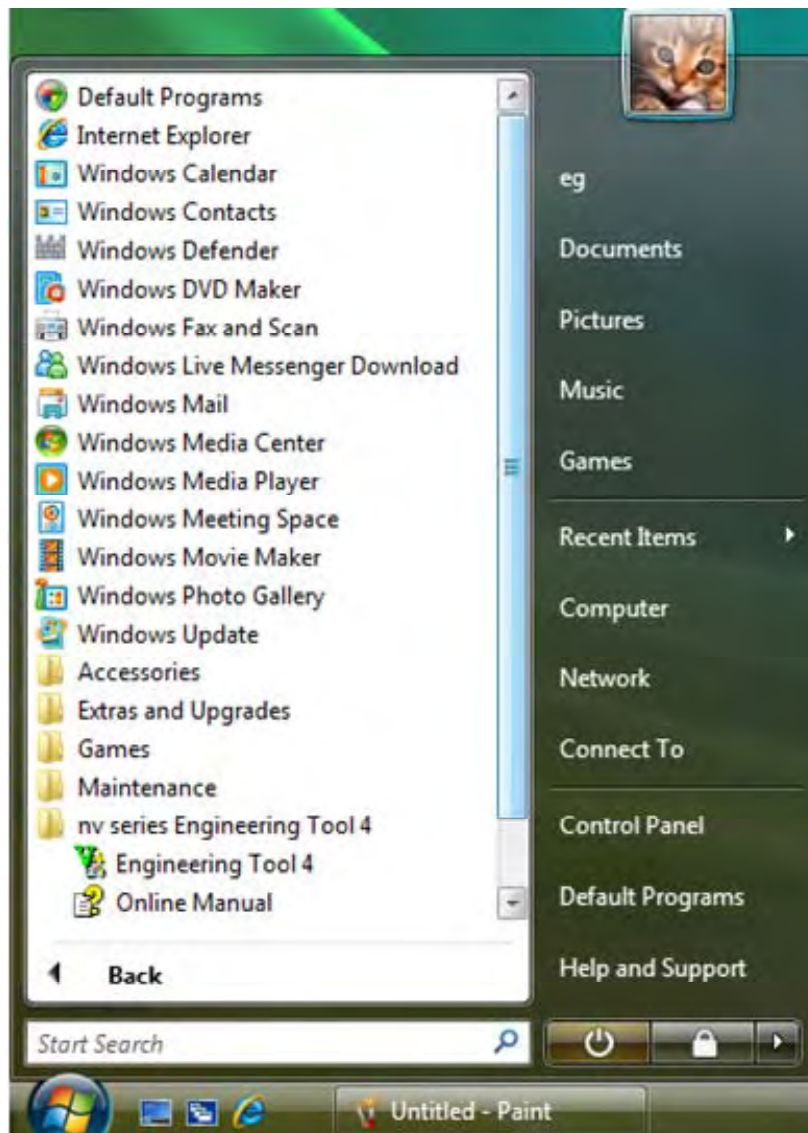 Default Programs
Internet Explorer
Windows Calendar
Windows Contacts
Windows Defender
Windows DVD Maker
Windows Fax and Scan
Windows Live Messenger Download
Windows Mail
Windows Media Center
Windows Media Player
Windows Meeting Space
Windows Movie Maker
Windows Photo Gallery
Windows Update
Accessories
Extras and Upgrades
Games
Maintenance
nv series Engineering Tool 4
Engineering Tool 4
Online Manual
Back
Start Search
eg
Documents
Pictures
Music
Games
Recent Items
Computer
Network
Connect To
Control Panel
Default Programs
Help and Support
Untitled - Paint